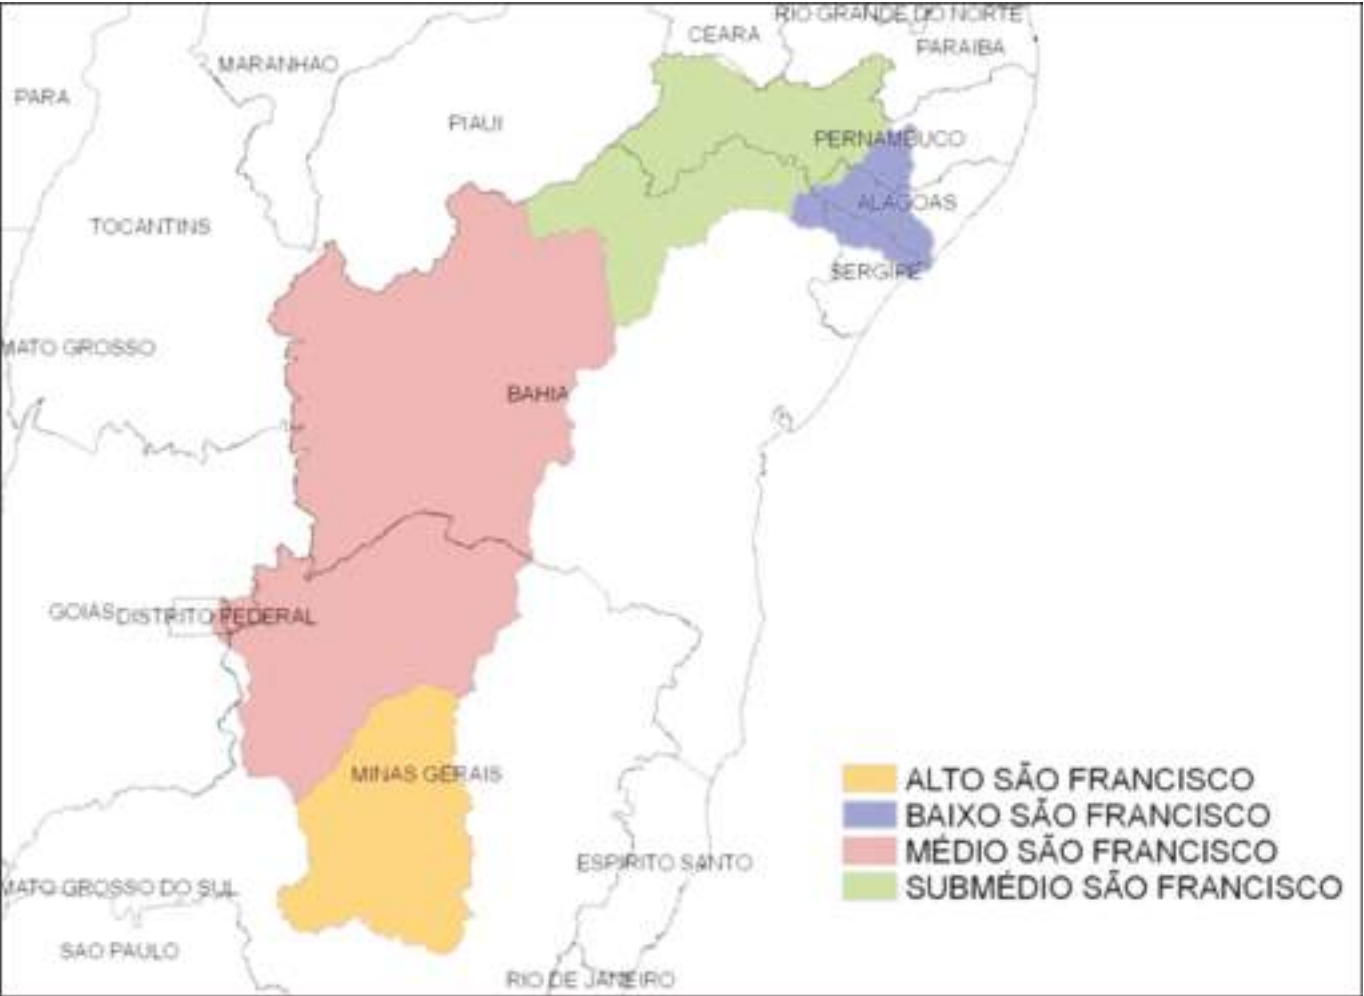 RIO GRANDE DO NORTE
CEARA
PARAIBA
MARANHAO
PARA
PIAUI
PERNAMBUCO
ALAGOAS
TOCANTINS
SERGIPE
MATO GROSSO
BAHIA
GOIAS
DISTRITO FEDERAL
MINAS GERAIS
ALTO SÃO FRANCISCO
BAIXO SÃO FRANCISCO
MÉDIO SÃO FRANCISCO
SUBMÉDIO SÃO FRANCISCO
ESPIRITO SANTO
MATO GROSSO DO SUL
SAO PAULO
RIO DE JANEIRO